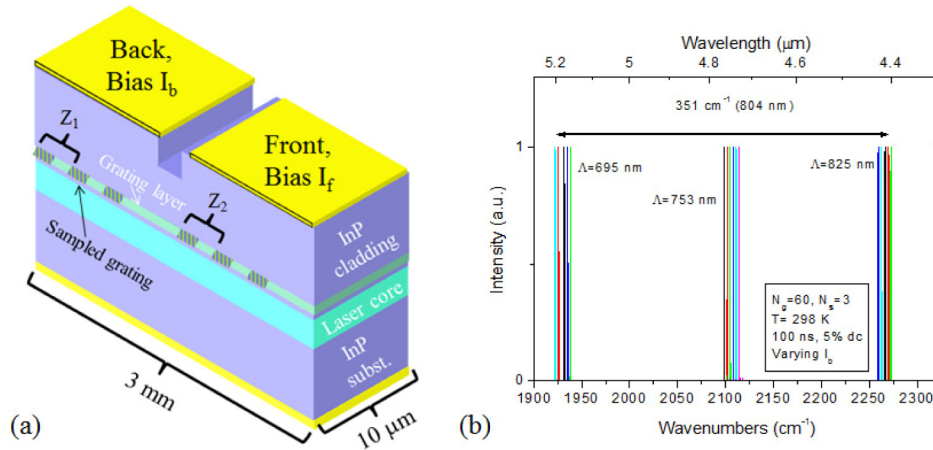 Back,
Bias I_b
Front,
Bias I_f
Z₁
Grating layer
Z₂
Sampled grating
InP
cladding
Laser core
InP
subst.
3 mm
10 μm
(a)
Wavelength (μm)
5.2 5 4.8 4.6 4.4
351 cm⁻¹ (804 nm)
Λ=695 nm
Λ=753 nm
Λ=825 nm
N_g=60, N_s=3
T= 298 K
100 ns, 5% dc
Varying I_b
Intensity (a.u.)
1
0
1900 1950 2000 2050 2100 2150 2200 2250 2300
Wavenumbers (cm⁻¹)
(b)